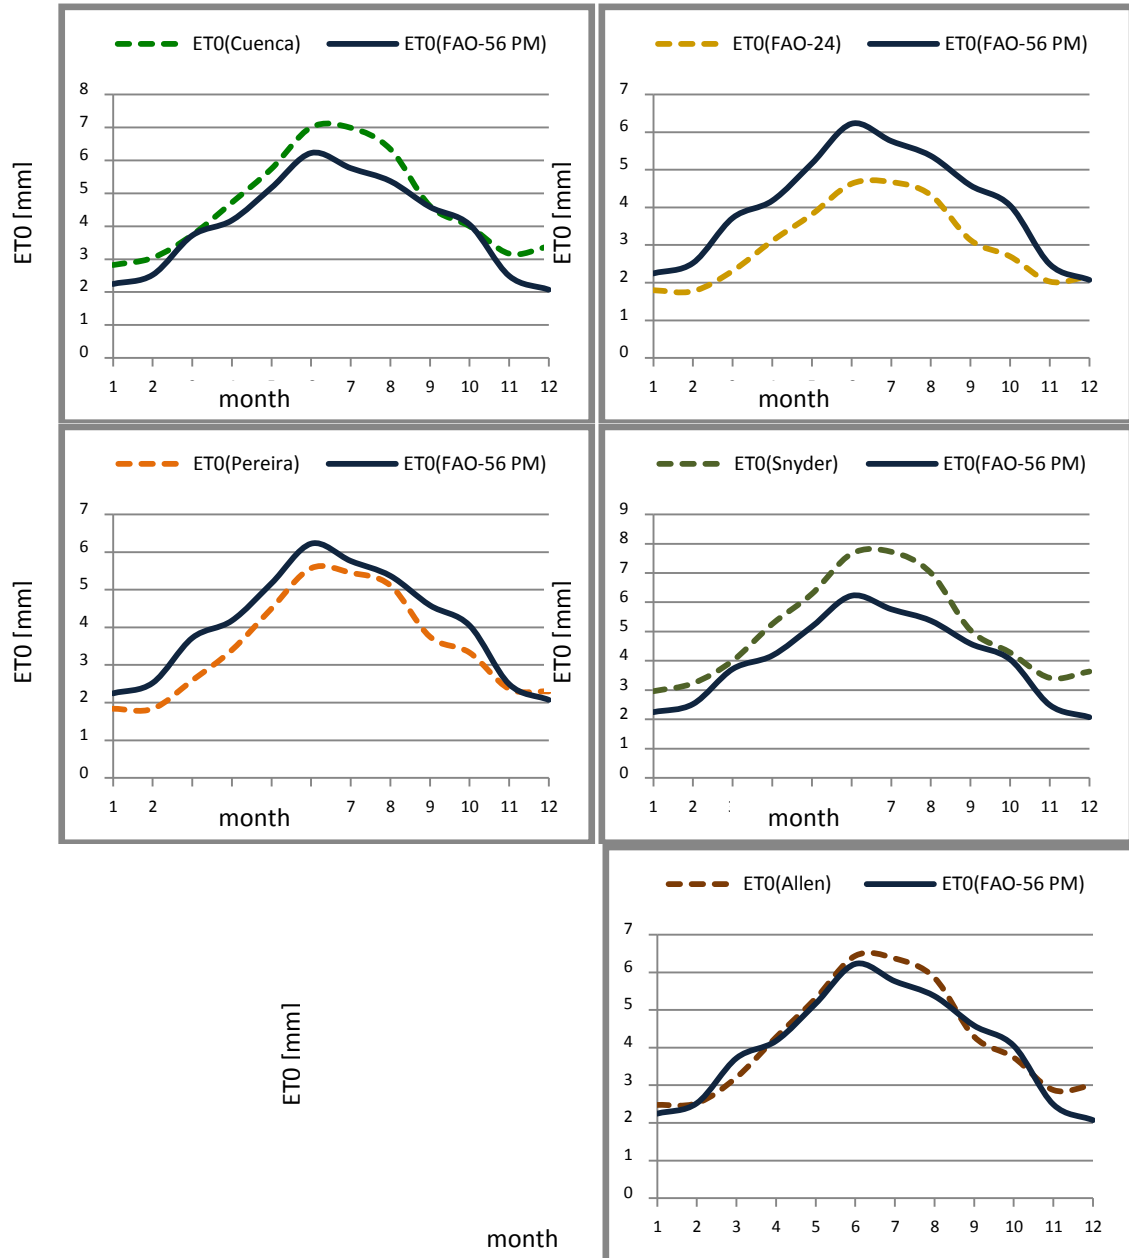 ET0(Cuenca) ET0(FAO-56 PM)
8
7
6
5
4
3
2
1
0
ET0 [mm]
1 2 7 8 9 10 11 12
month
ET0(FAO-24) ET0(FAO-56 PM)
7
6
5
4
3
2
1
0
ET0 [mm]
1 2 7 8 9 10 11 12
month
ET0(Pereira) ET0(FAO-56 PM)
7
6
5
4
3
2
1
0
ET0 [mm]
1 2 7 8 9 10 11 12
month
ET0(Snyder) ET0(FAO-56 PM)
9
8
7
6
5
4
3
2
1
0
ET0 [mm]
1 2 7 8 9 10 11 12
month
ET0(Allen) ET0(FAO-56 PM)
7
6
5
4
3
2
1
0
ET0 [mm]
1 2 3 4 5 6 7 8 9 10 11 12
month